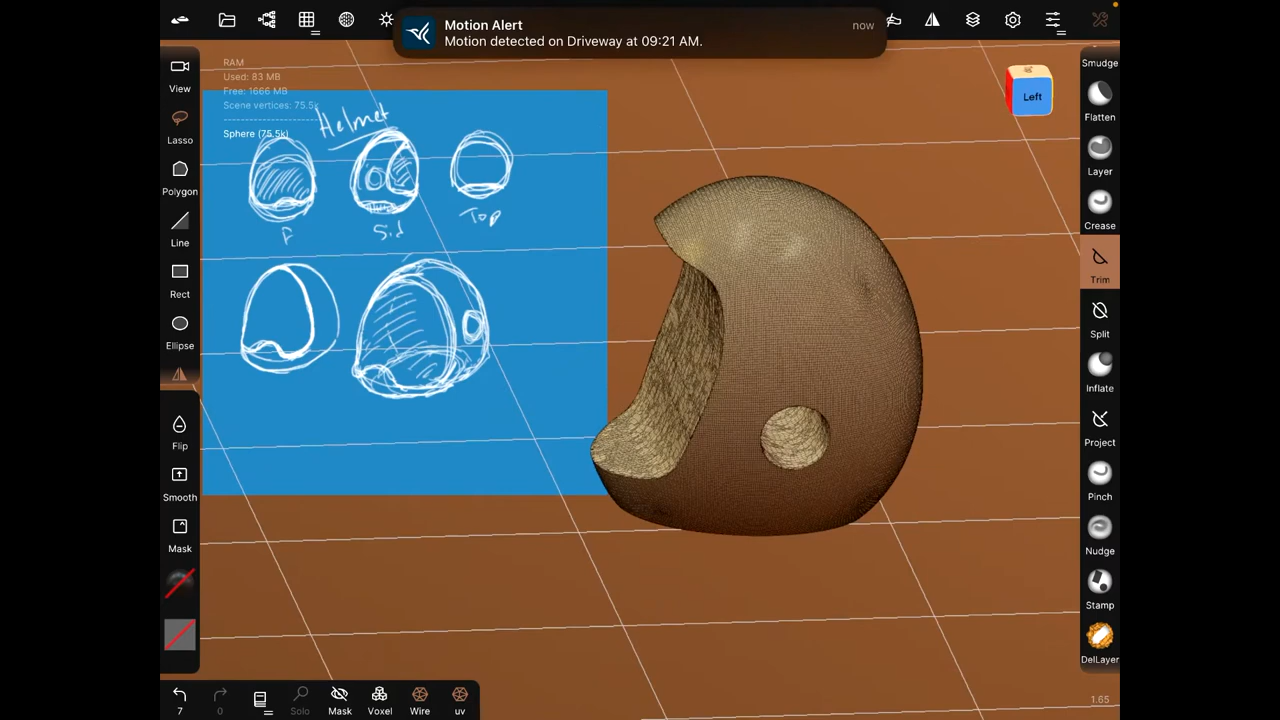 Motion Alert
now
Motion detected on Driveway at 09:21 AM.
RAM
Used: 83 MB
Free: 1666 MB
Scene vertices: 75.5k
Sphere (75.5k)
Helmet
F
Sid
Top
Left
View
Lasso
Polygon
Line
Rect
Ellipse
Flip
Smooth
Mask
Smudge
Flatten
Layer
Crease
Trim
Split
Inflate
Project
Pinch
Nudge
Stamp
DelLayer
1.65
7
0
Solo
Mask
Voxel
Wire
uv